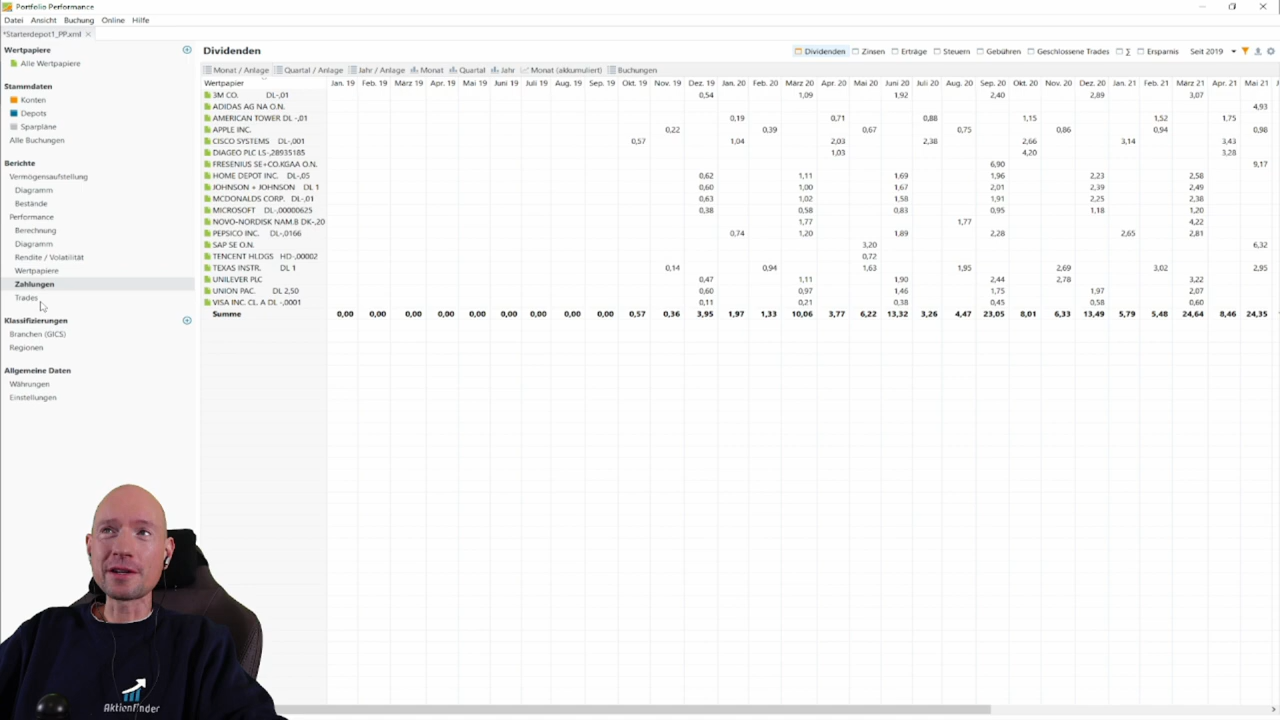 Portfolio Performance
Datei Ansicht Buchung Online Hilfe
*Starterdepot1_PP.xml
Wertpapiere
Alle Wertpapiere
Stammdaten
Konten
Depots
Sparpläne
Alle Buchungen
Berichte
Vermögensaufstellung
Diagramm
Bestände
Performance
Berechnung
Diagramm
Rendite / Volatilität
Wertpapiere
Zahlungen
Trades
Klassifizierungen
Branchen (GICS)
Regionen
Allgemeine Daten
Währungen
Einstellungen
Dividenden
Dividenden Zinsen Erträge Steuern Gebühren Geschlossene Trades Σ Ersparnis Seit 2019
Monat / Anlage Quartal / Anlage Jahr / Anlage Monat Quartal Jahr Monat (akkumuliert) Buchungen
Wertpapier Jan. 19 Feb. 19 März 19 Apr. 19 Mai 19 Juni 19 Juli 19 Aug. 19 Sep. 19 Okt. 19 Nov. 19 Dez. 19 Jan. 20 Feb. 20 März 20 Apr. 20 Mai 20 Juni 20 Juli 20 Aug. 20 Sep. 20 Okt. 20 Nov. 20 Dez. 20 Jan. 21 Feb. 21 März 21 Apr. 21 Mai 21
3M CO. DL-,01 0,54 1,09 1,92 2,40 2,89 3,07
ADIDAS AG NA O.N. 4,93
AMERICAN TOWER DL -,01 0,19 0,71 0,88 1,15 1,52 1,75
APPLE INC. 0,22 0,39 0,67 0,75 0,86 0,94 0,98
CISCO SYSTEMS DL-,001 0,57 1,04 2,03 2,38 2,66 3,14 3,43
DIAGEO PLC LS-,28935185 1,03 4,20 3,28
FRESENIUS SE+CO.KGAA O.N. 6,90 9,17
HOME DEPOT INC. DL-,05 0,62 1,11 1,69 1,96 2,23 2,58
JOHNSON + JOHNSON DL 1 0,60 1,00 1,67 2,01 2,39 2,49
MCDONALDS CORP. DL-,01 0,63 1,02 1,58 1,91 2,25 2,38
MICROSOFT DL-,00000625 0,38 0,58 0,83 0,95 1,18 1,20
NOVO-NORDISK NAM.B DK-,20 1,77 1,77 4,22
PEPSICO INC. DL-,0166 0,74 1,20 1,89 2,28 2,65 2,81
SAP SE O.N. 3,20 6,32
TENCENT HLDGS HD-,00002 0,72
TEXAS INSTR. DL 1 0,14 0,94 1,63 1,95 2,69 3,02 2,95
UNILEVER PLC 0,47 1,11 1,90 2,44 2,78 3,22
UNION PAC. DL 2,50 0,60 0,97 1,46 1,75 1,97 2,07
VISA INC. CL. A DL -,0001 0,11 0,21 0,38 0,45 0,58 0,60
Summe 0,00 0,00 0,00 0,00 0,00 0,00 0,00 0,00 0,00 0,57 0,36 3,95 1,97 1,33 10,06 3,77 6,22 13,32 3,26 4,47 23,05 8,01 6,33 13,49 5,79 5,48 24,64 8,46 24,35
Aktienfinder